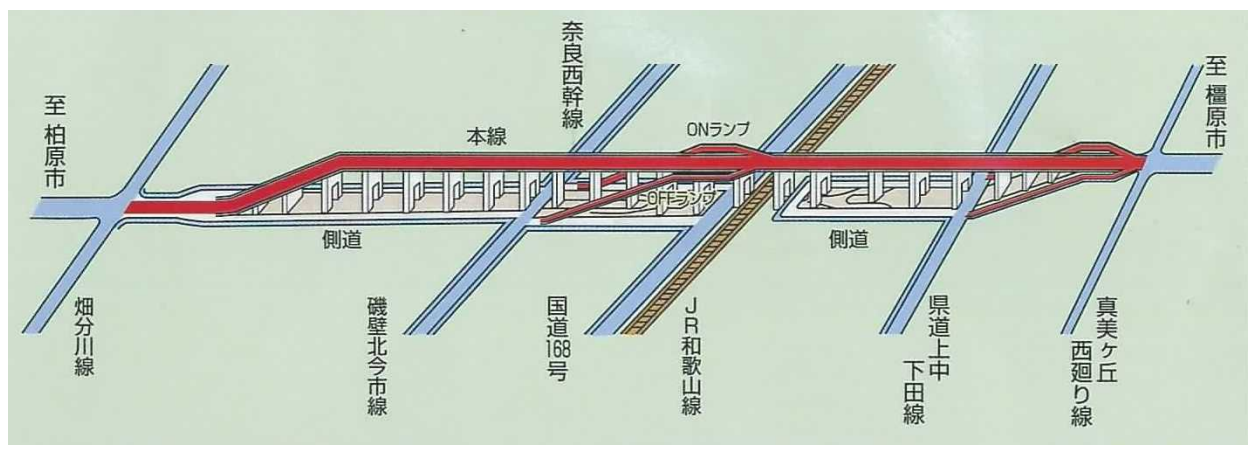 至 柏原市
奈良西幹線
至 橿原市
本線
ONランプ
OFFランプ
側道
側道
畑分川線
磯壁北今市線
国道168号
JR和歌山線
県道上中
下田線
真美ヶ丘
西廻り線